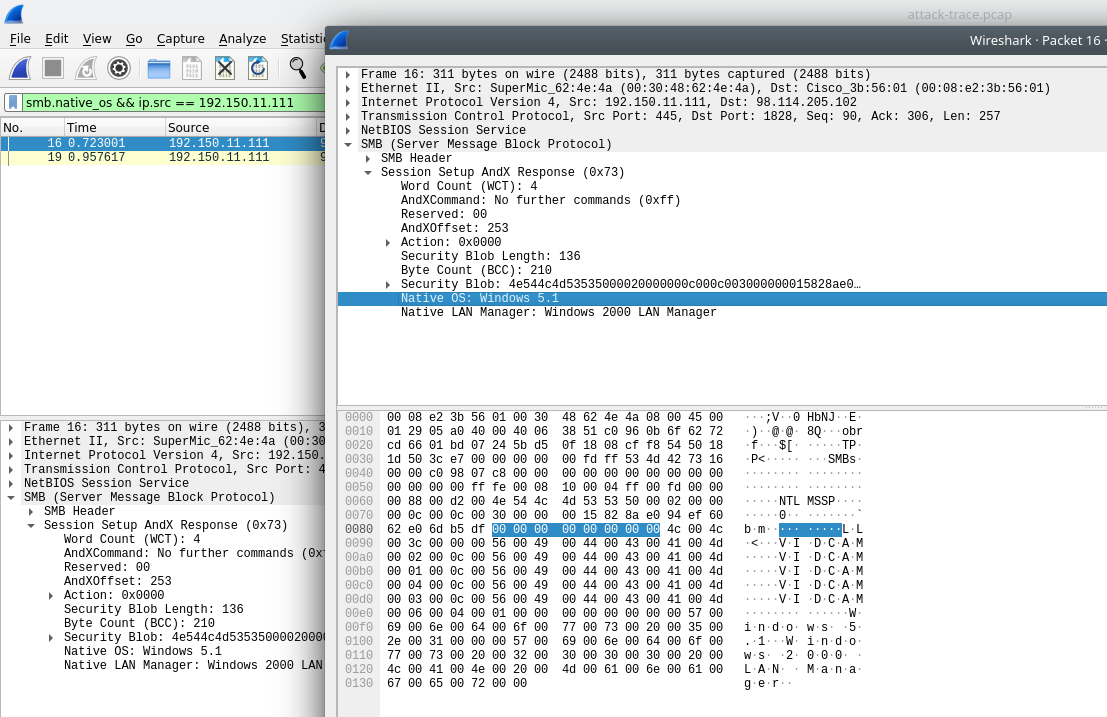 attack-trace.pcap
File Edit View Go Capture Analyze Statisti
Wireshark · Packet 16 ·
smb.native_os && ip.src == 192.150.11.111
No. Time Source D
16 0.723001 192.150.11.111 9
19 0.957617 192.150.11.111 9
Frame 16: 311 bytes on wire (2488 bits), 311 bytes captured (2488 bits)
Ethernet II, Src: SuperMic_62:4e:4a (00:30:48:62:4e:4a), Dst: Cisco_3b:56:01 (00:08:e2:3b:56:01)
Internet Protocol Version 4, Src: 192.150.11.111, Dst: 98.114.205.102
Transmission Control Protocol, Src Port: 445, Dst Port: 1828, Seq: 90, Ack: 306, Len: 257
NetBIOS Session Service
SMB (Server Message Block Protocol)
SMB Header
Session Setup AndX Response (0x73)
Word Count (WCT): 4
AndXCommand: No further commands (0xff)
Reserved: 00
AndXOffset: 253
Action: 0x0000
Security Blob Length: 136
Byte Count (BCC): 210
Security Blob: 4e544c4d53535000020000000c000c003000000015828ae0…
Native OS: Windows 5.1
Native LAN Manager: Windows 2000 LAN Manager
Frame 16: 311 bytes on wire (2488 bits), 3
Ethernet II, Src: SuperMic_62:4e:4a (00:30
Internet Protocol Version 4, Src: 192.150.
Transmission Control Protocol, Src Port: 4
NetBIOS Session Service
SMB (Server Message Block Protocol)
SMB Header
Session Setup AndX Response (0x73)
Word Count (WCT): 4
AndXCommand: No further commands (0xf
Reserved: 00
AndXOffset: 253
Action: 0x0000
Security Blob Length: 136
Byte Count (BCC): 210
Security Blob: 4e544c4d53535000020000
Native OS: Windows 5.1
Native LAN Manager: Windows 2000 LAN
0000 00 08 e2 3b 56 01 00 30 48 62 4e 4a 08 00 45 00 ···;V··0 HbNJ··E·
0010 01 29 05 a0 40 00 40 06 38 51 c0 96 0b 6f 62 72 ·)··@·@· 8Q···obr
0020 cd 66 01 bd 07 24 5b d5 0f 18 08 cf f8 54 50 18 ·f···$[· ·····TP·
0030 1d 50 3c e7 00 00 00 00 00 fd ff 53 4d 42 73 16 ·P<····· ···SMBs·
0040 00 00 c0 98 07 c8 00 00 00 00 00 00 00 00 00 00 ········ ········
0050 00 00 00 00 ff fe 00 08 10 00 04 ff 00 fd 00 00 ········ ········
0060 00 88 00 d2 00 4e 54 4c 4d 53 53 50 00 02 00 00 ·····NTL MSSP····
0070 00 0c 00 0c 00 30 00 00 00 15 82 8a e0 94 ef 60 ·····0·· ·······`
0080 62 e0 6d b5 df 00 00 00 00 00 00 00 00 4c 00 4c b·m····· ·····L·L
0090 00 3c 00 00 00 56 00 49 00 44 00 43 00 41 00 4d ·<···V·I ·D·C·A·M
00a0 00 02 00 0c 00 56 00 49 00 44 00 43 00 41 00 4d ·····V·I ·D·C·A·M
00b0 00 01 00 0c 00 56 00 49 00 44 00 43 00 41 00 4d ·····V·I ·D·C·A·M
00c0 00 04 00 0c 00 56 00 49 00 44 00 43 00 41 00 4d ·····V·I ·D·C·A·M
00d0 00 03 00 0c 00 56 00 49 00 44 00 43 00 41 00 4d ·····V·I ·D·C·A·M
00e0 00 06 00 04 00 01 00 00 00 00 00 00 00 00 57 00 ········ ······W·
00f0 69 00 6e 00 64 00 6f 00 77 00 73 00 20 00 35 00 i·n·d·o· w·s· ·5·
0100 2e 00 31 00 00 00 57 00 69 00 6e 00 64 00 6f 00 .·1···W· i·n·d·o·
0110 77 00 73 00 20 00 32 00 30 00 30 00 30 00 20 00 w·s· ·2· 0·0·0· ·
0120 4c 00 41 00 4e 00 20 00 4d 00 61 00 6e 00 61 00 L·A·N· · M·a·n·a·
0130 67 00 65 00 72 00 00 g·e·r··